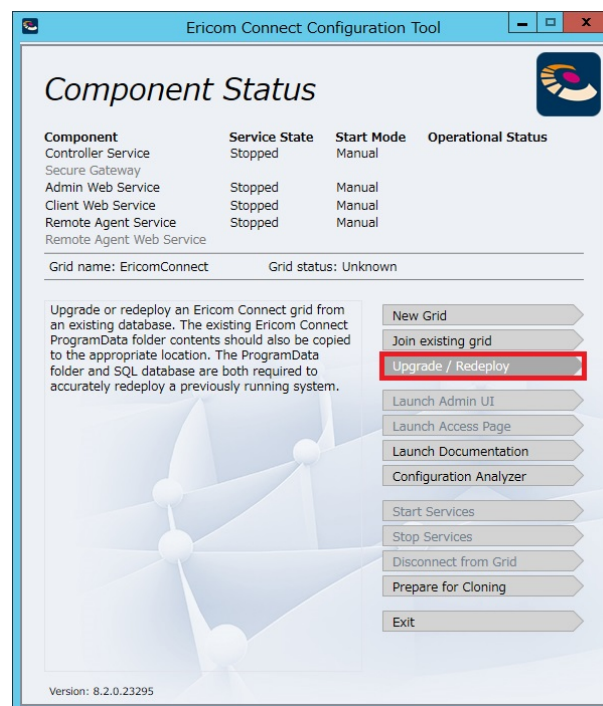 Ericom Connect Configuration Tool
Component Status
Component Service State Start Mode Operational Status
Controller Service Stopped Manual
Secure Gateway
Admin Web Service Stopped Manual
Client Web Service Stopped Manual
Remote Agent Service Stopped Manual
Remote Agent Web Service
Grid name: EricomConnect Grid status: Unknown
Upgrade or redeploy an Ericom Connect grid from
an existing database. The existing Ericom Connect
ProgramData folder contents should also be copied
to the appropriate location. The ProgramData
folder and SQL database are both required to
accurately redeploy a previously running system.
New Grid
Join existing grid
Upgrade / Redeploy
Launch Admin UI
Launch Access Page
Launch Documentation
Configuration Analyzer
Start Services
Stop Services
Disconnect from Grid
Prepare for Cloning
Exit
Version: 8.2.0.23295